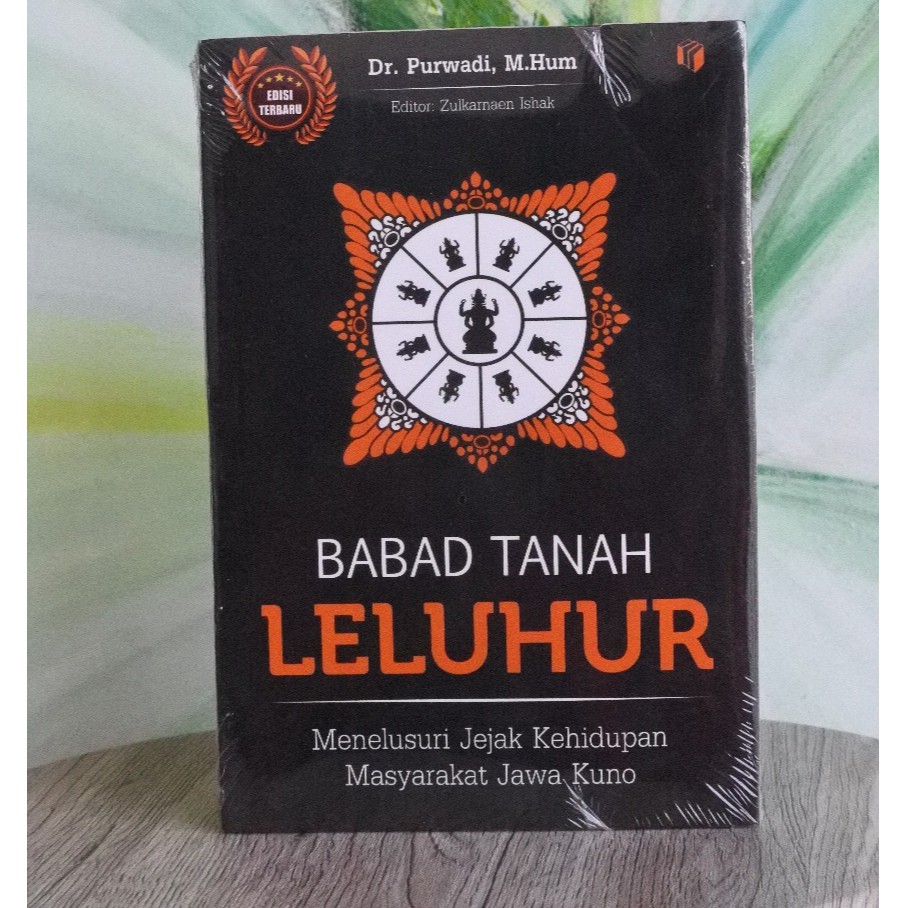 EDISI
TERBARU
Dr. Purwadi, M.Hum
Editor: Zulkarnaen Ishak
BABAD TANAH
LELUHUR
Menelusuri Jejak Kehidupan
Masyarakat Jawa Kuno